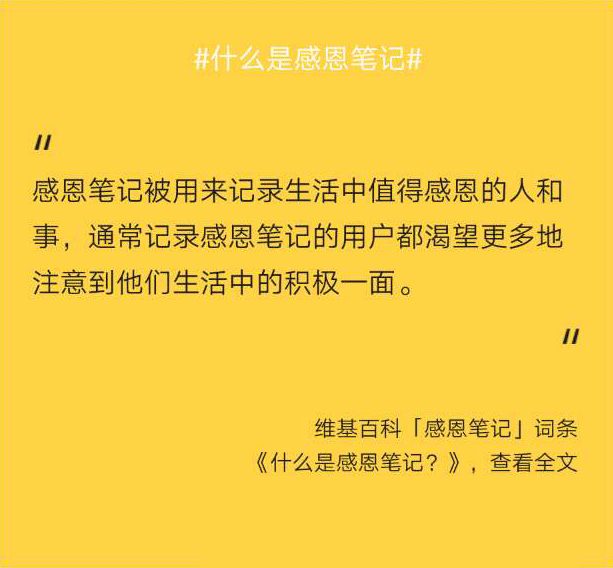 #什么是感恩笔记#
"
感恩笔记被用来记录生活中值得感恩的人和
事，通常记录感恩笔记的用户都渴望更多地
注意到他们生活中的积极一面。
"
维基百科「感恩笔记」词条
《什么是感恩笔记？》，查看全文